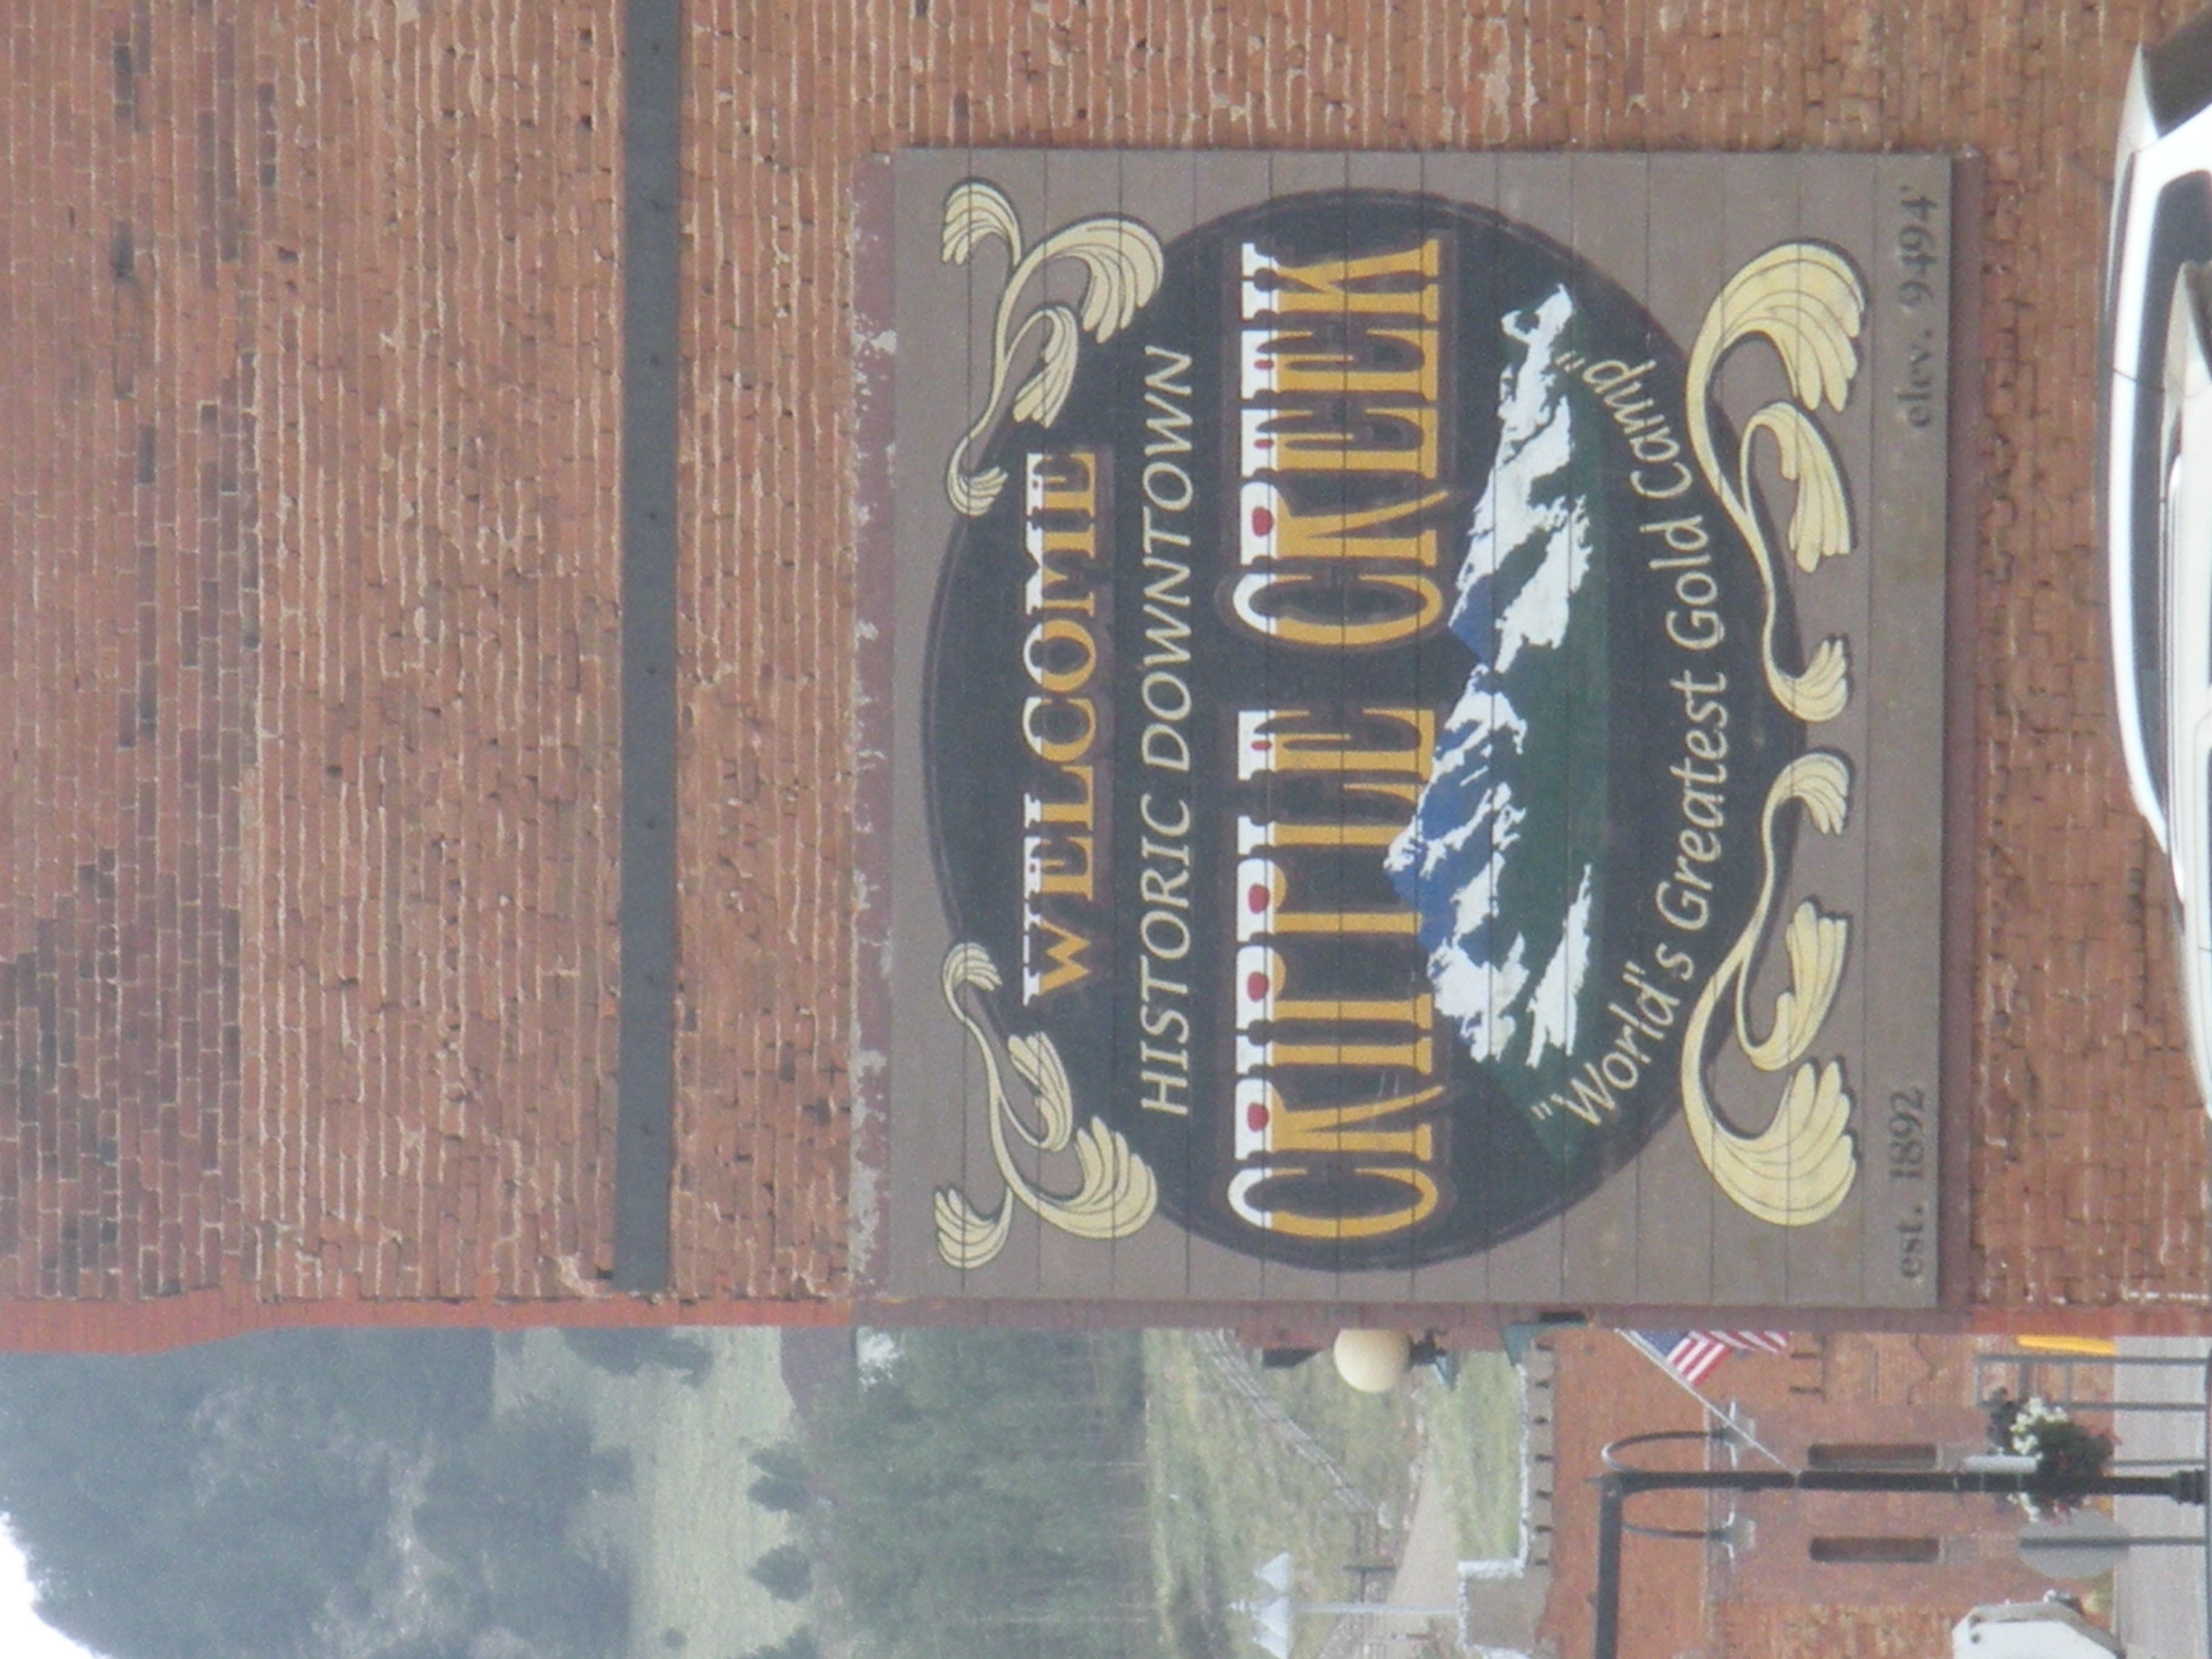 WELCOME
HISTORIC DOWNTOWN
CRIPPLE CREEK
"World's Greatest Gold Camp"
est. 1892
elev. 9494'